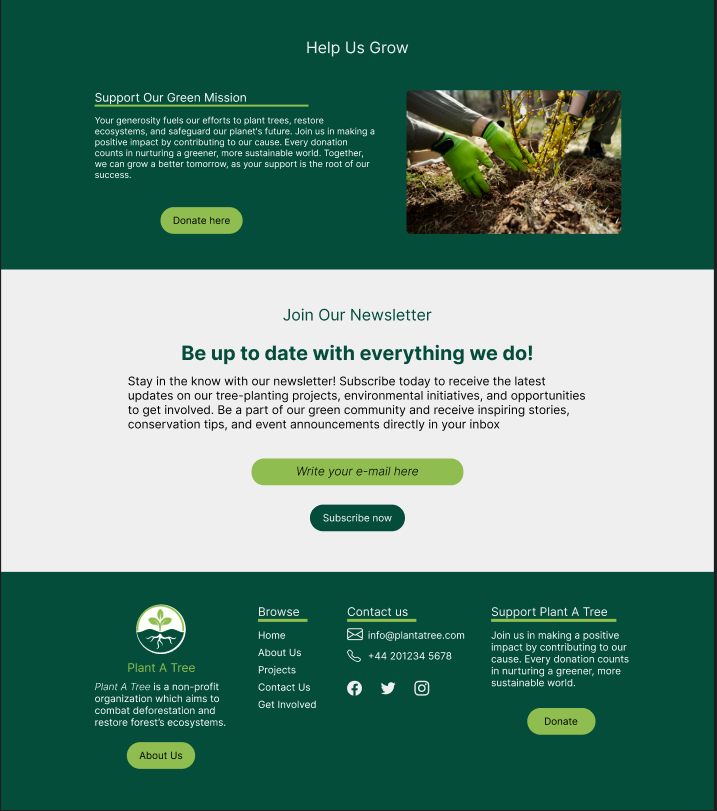 Help Us Grow
Support Our Green Mission
Your generosity fuels our efforts to plant trees, restore
ecosystems, and safeguard our planet's future. Join us in making a
positive impact by contributing to our cause. Every donation
counts in nurturing a greener, more sustainable world. Together,
we can grow a better tomorrow, as your support is the root of our
success.
Donate here
Join Our Newsletter
Be up to date with everything we do!
Stay in the know with our newsletter! Subscribe today to receive the latest
updates on our tree-planting projects, environmental initiatives, and opportunities
to get involved. Be a part of our green community and receive inspiring stories,
conservation tips, and event announcements directly in your inbox
Write your e-mail here
Subscribe now
Plant A Tree
Plant A Tree is a non-profit
organization which aims to
combat deforestation and
restore forest's ecosystems.
About Us
Browse
Home
About Us
Projects
Contact Us
Get Involved
Contact us
info@plantatree.com
+44 201234 5678
Support Plant A Tree
Join us in making a positive
impact by contributing to our
cause. Every donation counts
in nurturing a greener, more
sustainable world.
Donate